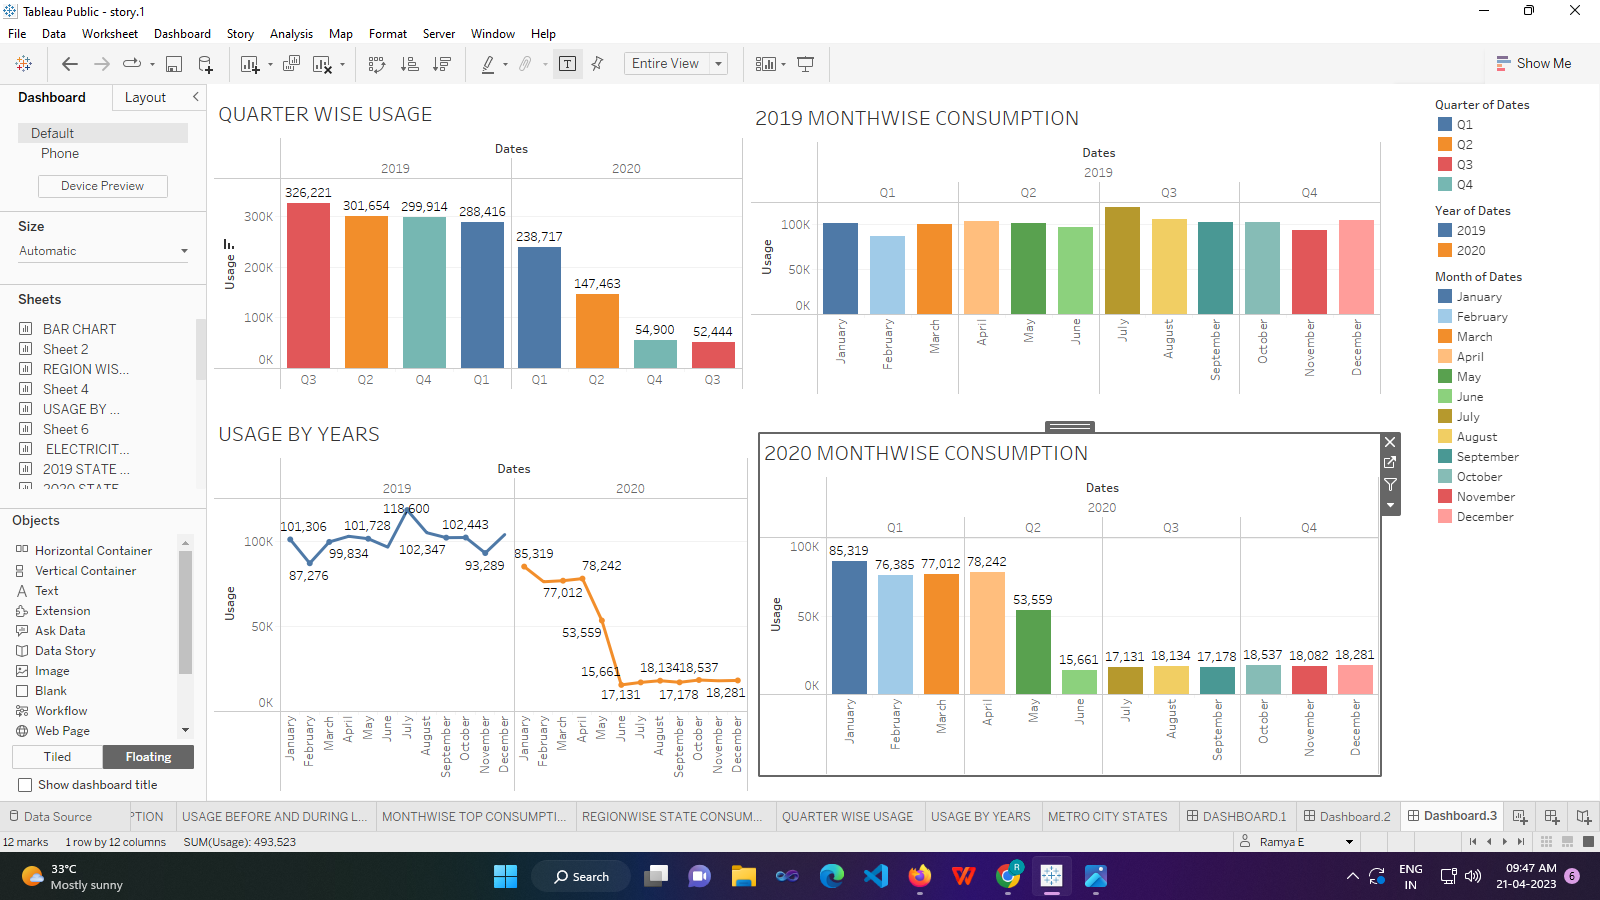 Tableau Public - story.1
File Data Worksheet Dashboard Story Analysis Map Format Server Window Help
Entire View
Show Me
Dashboard Layout
Default
Phone
Device Preview
Size
Automatic
Sheets
BAR CHART
Sheet 2
REGION WIS...
Sheet 4
USAGE BY ...
Sheet 6
ELECTRICIT...
2019 STATE ...
2020 STATE
Objects
Horizontal Container
Vertical Container
Text
Extension
Ask Data
Data Story
Image
Blank
Workflow
Web Page
Tiled Floating
Show dashboard title
QUARTER WISE USAGE
Dates
2019 2020
326,221 301,654 299,914 288,416 238,717 147,463 54,900 52,444
Usage
300K
200K
100K
0K
Q3 Q2 Q4 Q1 Q1 Q2 Q4 Q3
2019 MONTHWISE CONSUMPTION
Dates
2019
Q1 Q2 Q3 Q4
Usage
100K
50K
0K
January February March April May June July August September October November December
USAGE BY YEARS
Dates
2019 2020
Usage
100K
50K
0K
101,306 87,276 99,834 101,728 118,600 102,347 102,443 93,289
85,319 77,012 78,242 53,559 15,661 17,131 18,134 17,178 18,537 18,281
January February March April May June July August September October November December January February March April May June July August September October November December
2020 MONTHWISE CONSUMPTION
Dates
2020
Q1 Q2 Q3 Q4
Usage
100K
50K
0K
85,319 76,385 77,012 78,242 53,559 15,661 17,131 18,134 17,178 18,537 18,082 18,281
January February March April May June July August September October November December
Quarter of Dates
Q1
Q2
Q3
Q4
Year of Dates
2019
2020
Month of Dates
January
February
March
April
May
June
July
August
September
October
November
December
Data Source PTION USAGE BEFORE AND DURING L... MONTHWISE TOP CONSUMPTI... REGIONWISE STATE CONSUM... QUARTER WISE USAGE USAGE BY YEARS METRO CITY STATES DASHBOARD.1 Dashboard.2 Dashboard.3
12 marks 1 row by 12 columns SUM(Usage): 493,523 Ramya E
33°C
Mostly sunny
Search
R
ENG
IN
09:47 AM
21-04-2023
6